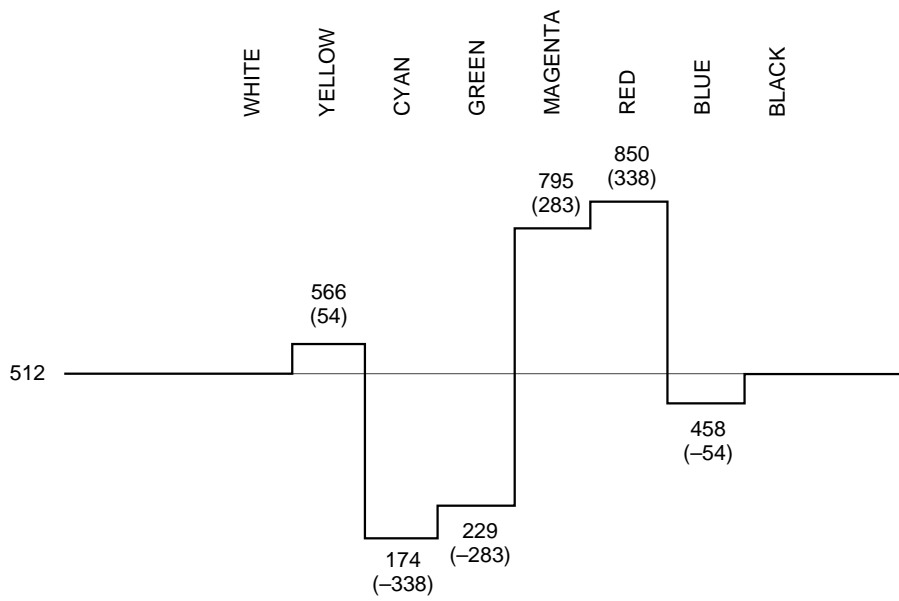 WHITE
YELLOW
CYAN
GREEN
MAGENTA
RED
BLUE
BLACK
850
(338)
795
(283)
566
(54)
512
458
(–54)
229
(–283)
174
(–338)